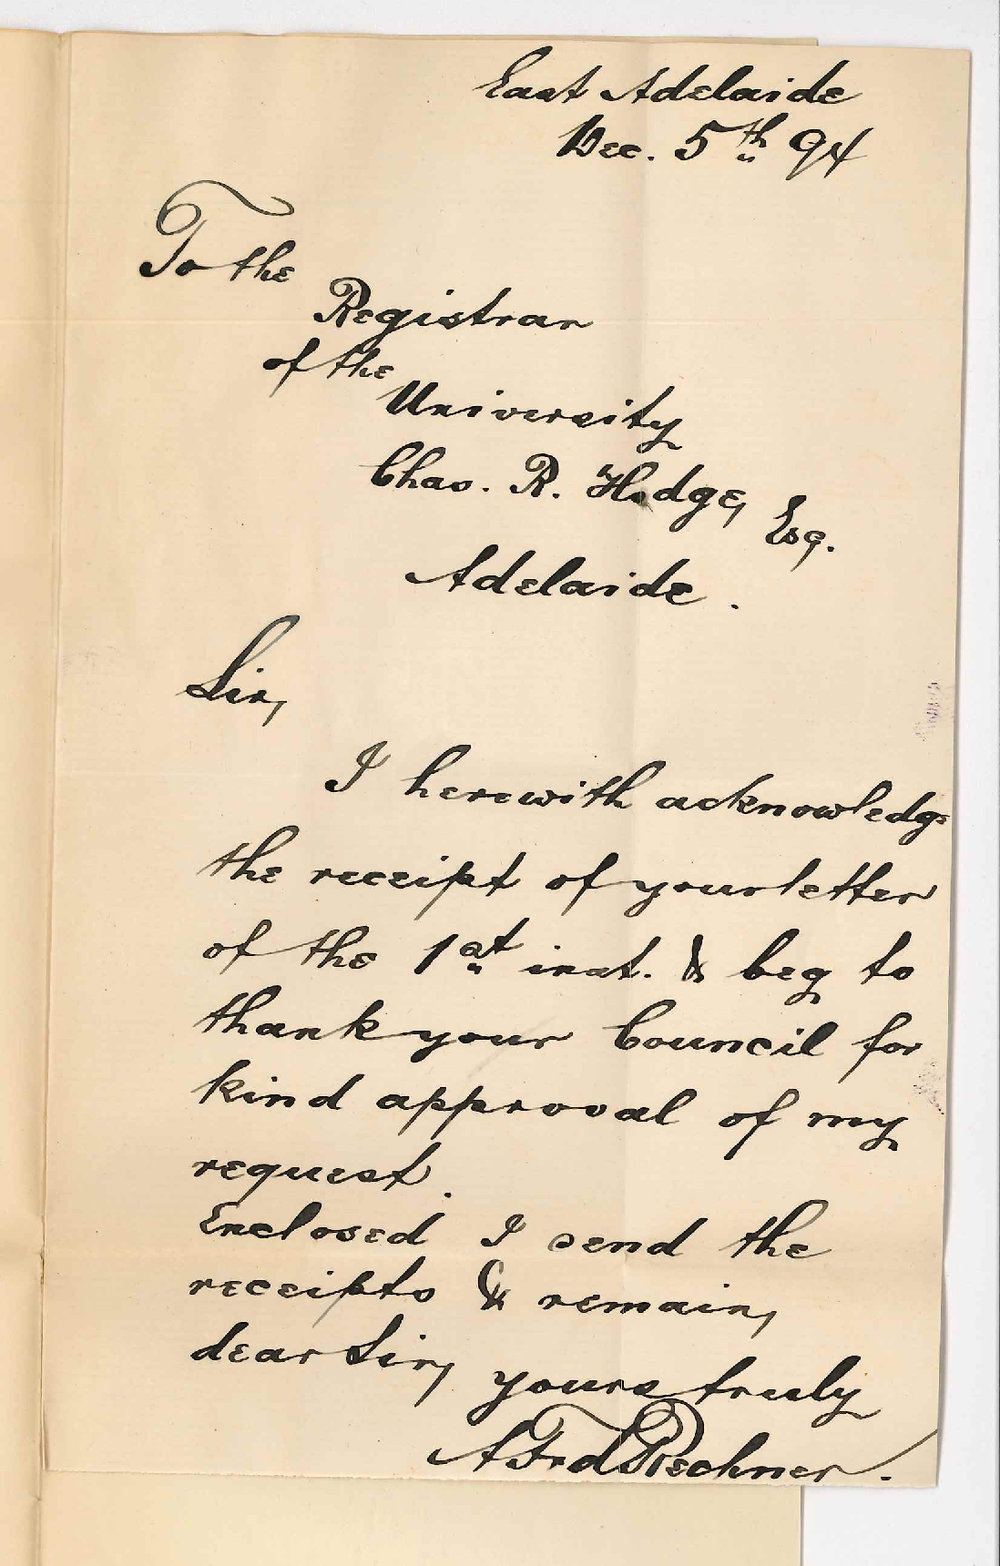 East Adelaide
Dec. 5th 94
To the
Registrar
of the
University
Chas. R. Hodge, Esq.
Adelaide.
Sir,
I herewith acknowledge
the receipt of your letter
of the 1st inst. & beg to
thank your Council for
kind approval of my
request.
Enclosed I send the
receipts & remain,
dear Sir, yours truly
A Frd Rechner.